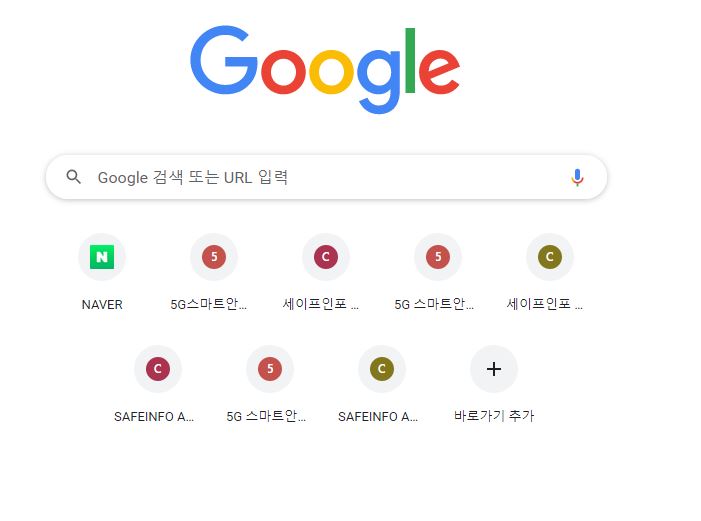 Google
Google 검색 또는 URL 입력
N
5
C
5
C
NAVER
5G스마트안...
세이프인포 ...
5G 스마트안...
세이프인포 ...
C
5
C
SAFEINFO A...
5G 스마트안...
SAFEINFO A...
바로가기 추가